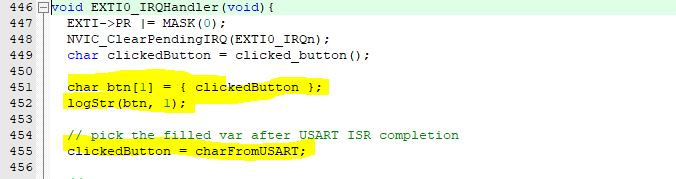 446 void EXTI0_IRQHandler(void){
447 EXTI->PR |= MASK(0);
448 NVIC_ClearPendingIRQ(EXTI0_IRQn);
449 char clickedButton = clicked_button();
450
451 char btn[1] = { clickedButton };
452 logStr(btn, 1);
453
454 // pick the filled var after USART ISR completion
455 clickedButton = charFromUSART;
456